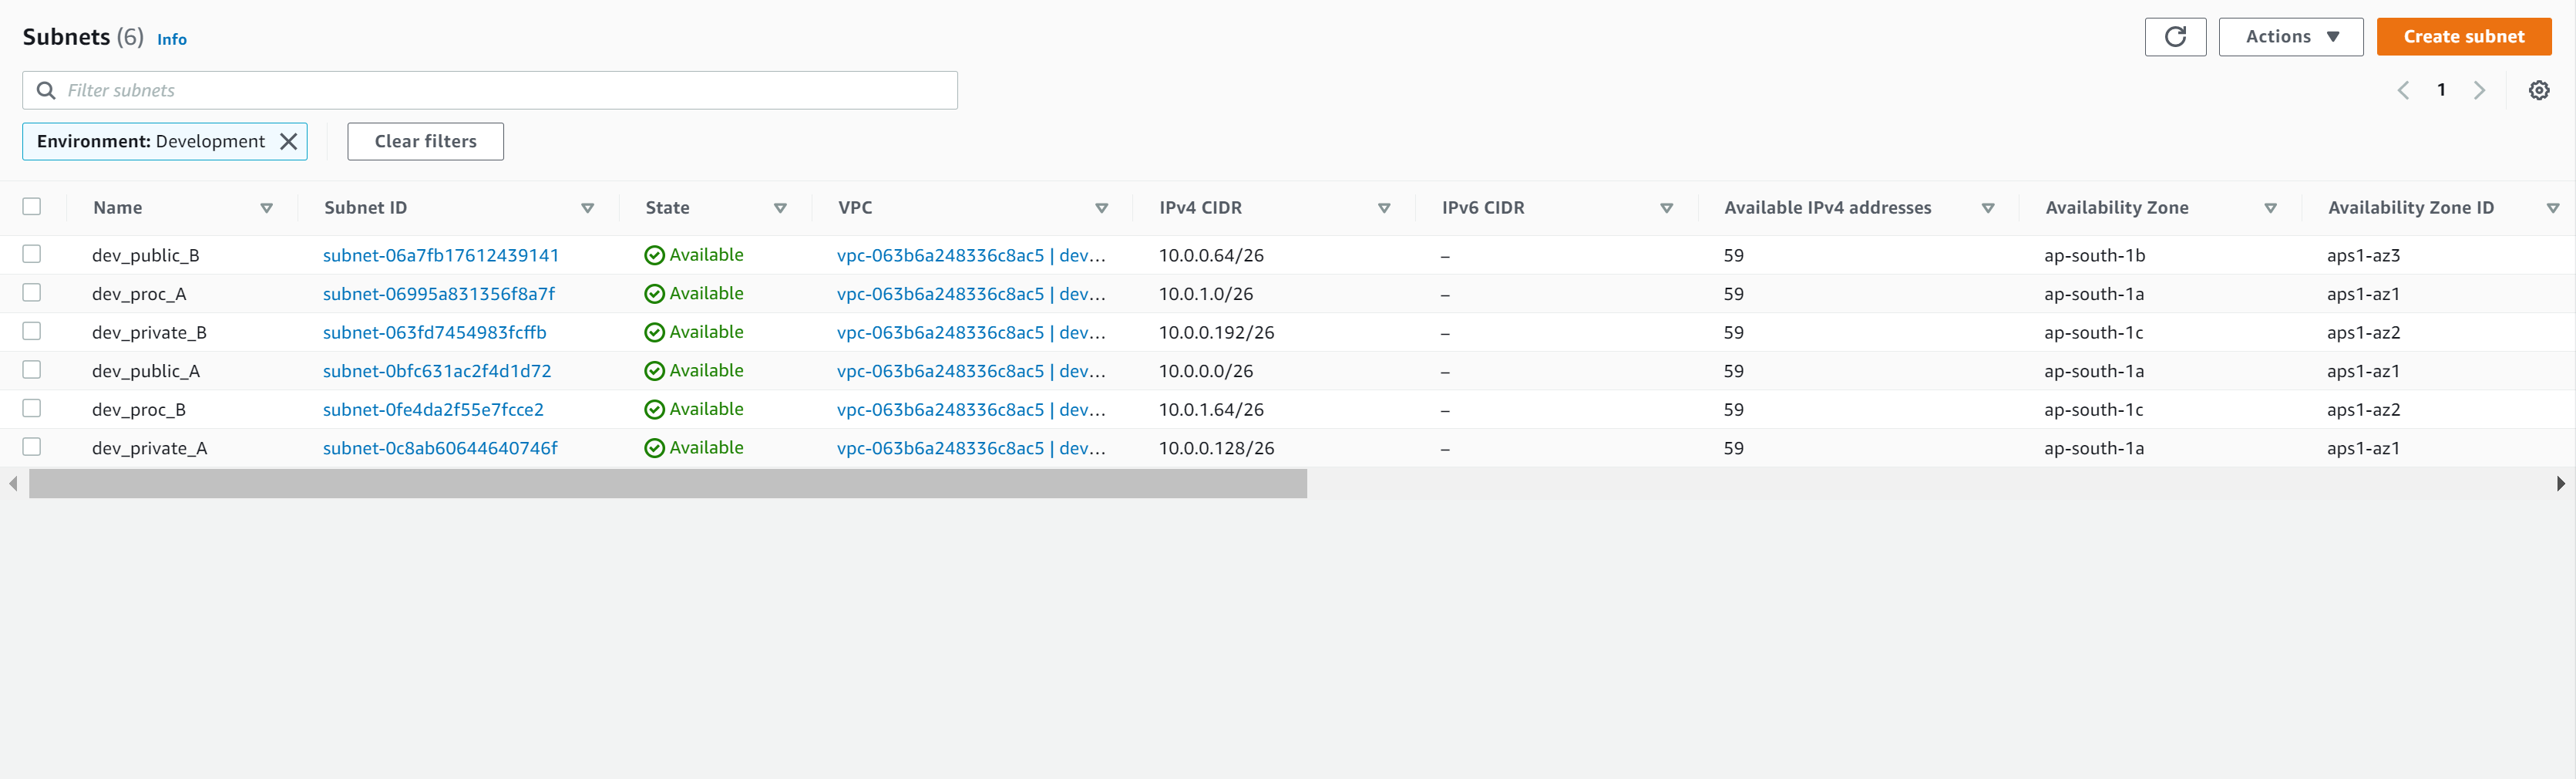 Subnets (6) Info
Actions
Create subnet
Filter subnets
1
Environment: Development
Clear filters
Name Subnet ID State VPC IPv4 CIDR IPv6 CIDR Available IPv4 addresses Availability Zone Availability Zone ID
dev_public_B subnet-06a7fb17612439141 Available vpc-063b6a248336c8ac5 | dev... 10.0.0.64/26 – 59 ap-south-1b aps1-az3
dev_proc_A subnet-06995a831356f8a7f Available vpc-063b6a248336c8ac5 | dev... 10.0.1.0/26 – 59 ap-south-1a aps1-az1
dev_private_B subnet-063fd7454983fcffb Available vpc-063b6a248336c8ac5 | dev... 10.0.0.192/26 – 59 ap-south-1c aps1-az2
dev_public_A subnet-0bfc631ac2f4d1d72 Available vpc-063b6a248336c8ac5 | dev... 10.0.0.0/26 – 59 ap-south-1a aps1-az1
dev_proc_B subnet-0fe4da2f55e7fcce2 Available vpc-063b6a248336c8ac5 | dev... 10.0.1.64/26 – 59 ap-south-1c aps1-az2
dev_private_A subnet-0c8ab60644640746f Available vpc-063b6a248336c8ac5 | dev... 10.0.0.128/26 – 59 ap-south-1a aps1-az1